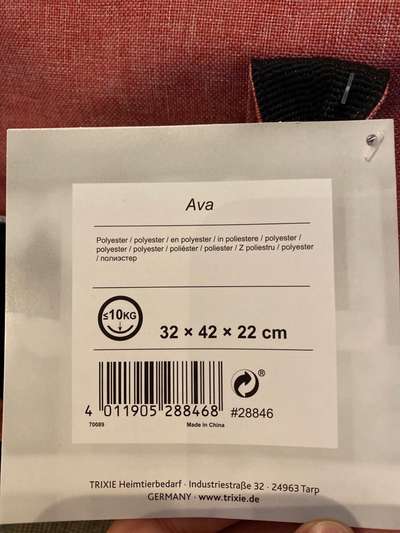 Ava
Polyester / polyester / en polyester / in poliestere / polyester /
polyester / polyester / poliéster / poliester / Z poliestru / polyester
/ полиэстер
≤10KG
32 × 42 × 22 cm
4 011905 288468
#28846
®
70089 Made in China
TRIXIE Heimtierbedarf · Industriestraße 32 · 24963 Tarp
GERMANY · www.trixie.de